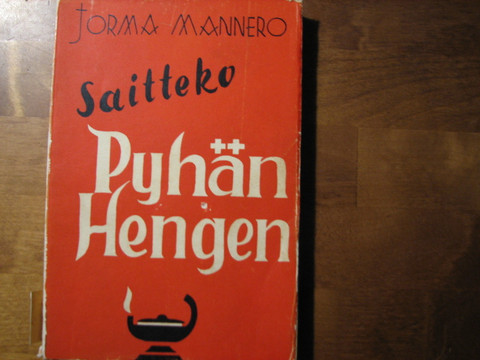 JORMA MANNERO
Saitteko
Pyhän
Hengen